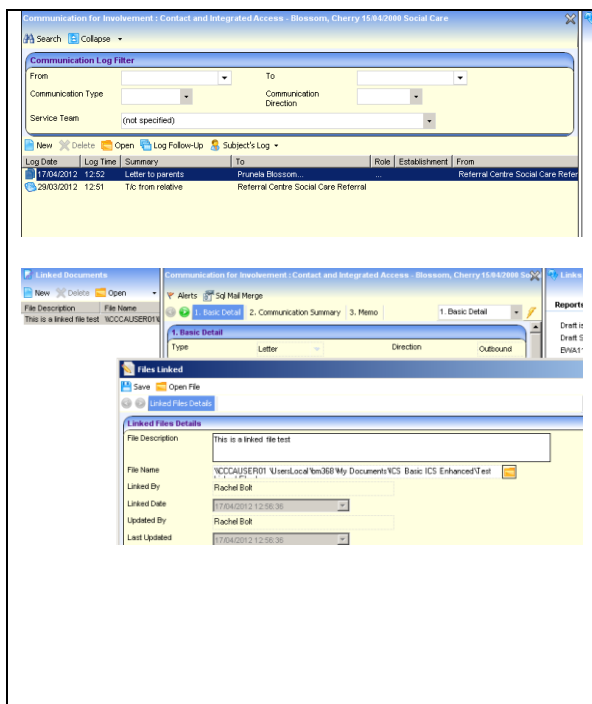 Communication for Involvement : Contact and Integrated Access - Blossom, Cherry 15/04/2000 Social Care
Search Collapse
Communication Log Filter
From To
Communication Type Communication Direction
Service Team (not specified)
New Delete Open Log Follow-Up Subject's Log
Log Date Log Time Summary To Role Establishment From
17/04/2012 12:52 Letter to parents Prunela Blossom... ... Referral Centre Social Care Refer
29/03/2012 12:51 T/c from relative Referral Centre Social Care Referral
Linked Documents
New Delete Open
File Description File Name
This is a linked file test \\CCCAUSER01\
Communication for Involvement : Contact and Integrated Access - Blossom, Cherry 15/04/2000 So
Links
Alerts Sql Mail Merge
1. Basic Detail 2. Communication Summary 3. Memo 1. Basic Detail
Reporte
1. Basic Detail
Draft is
Draft S
Type Letter Direction Outbound
EWA11
Files Linked
Save Open File
Linked Files Details
Linked Files Details
File Description This is a linked file test
File Name \\CCCAUSER01\UsersLocal\bm368\My Documents\ICS Basic ICS Enhanced\Test
Linked By Rachel Bolt
Linked Date 17/04/2012 12:56:36
Updated By Rachel Bolt
Last Updated 17/04/2012 12:56:36